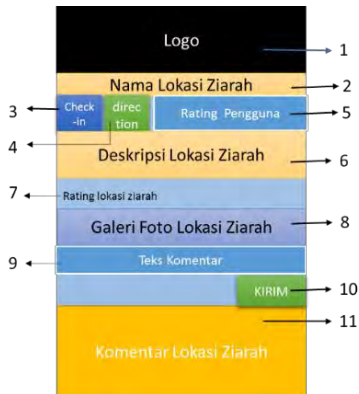 Logo
1
Nama Lokasi Ziarah
2
3
Check
-in
direc
tion
Rating Pengguna
5
4
Deskripsi Lokasi Ziarah
6
7
Rating lokasi ziarah
Galeri Foto Lokasi Ziarah
8
9
Teks Komentar
KIRIM
10
11
Komentar Lokasi Ziarah